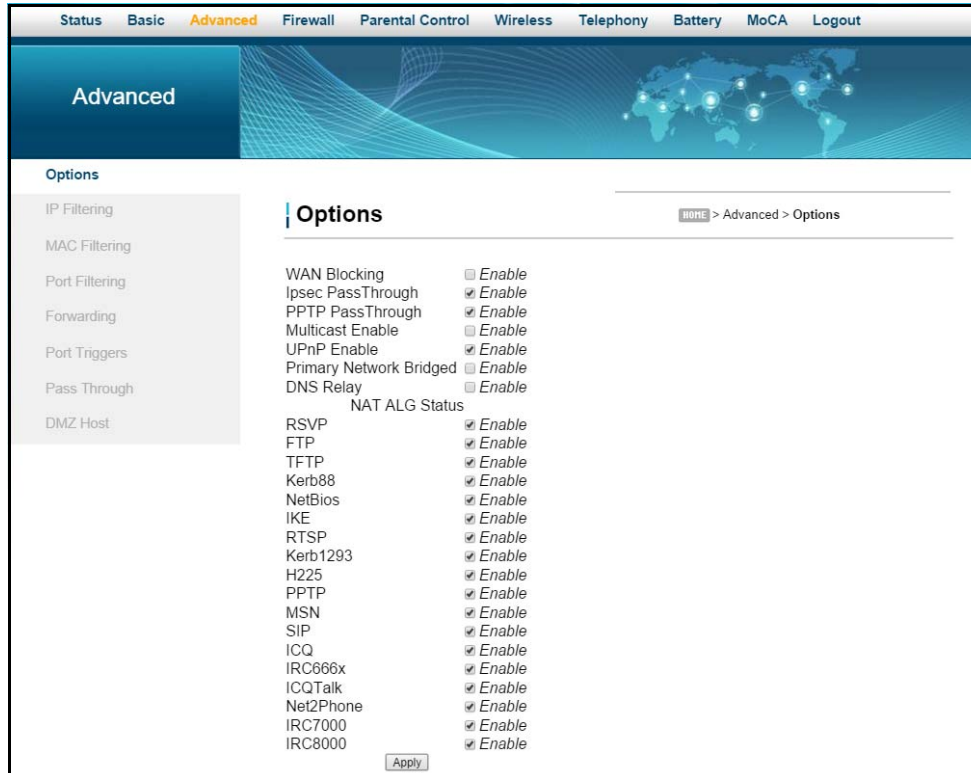 Status Basic Advanced Firewall Parental Control Wireless Telephony Battery MoCA Logout
Advanced
Options
IP Filtering
MAC Filtering
Port Filtering
Forwarding
Port Triggers
Pass Through
DMZ Host
Options
HOME > Advanced > Options
WAN Blocking Enable
Ipsec PassThrough Enable
PPTP PassThrough Enable
Multicast Enable Enable
UPnP Enable Enable
Primary Network Bridged Enable
DNS Relay Enable
NAT ALG Status
RSVP Enable
FTP Enable
TFTP Enable
Kerb88 Enable
NetBios Enable
IKE Enable
RTSP Enable
Kerb1293 Enable
H225 Enable
PPTP Enable
MSN Enable
SIP Enable
ICQ Enable
IRC666x Enable
ICQTalk Enable
Net2Phone Enable
IRC7000 Enable
IRC8000 Enable
Apply